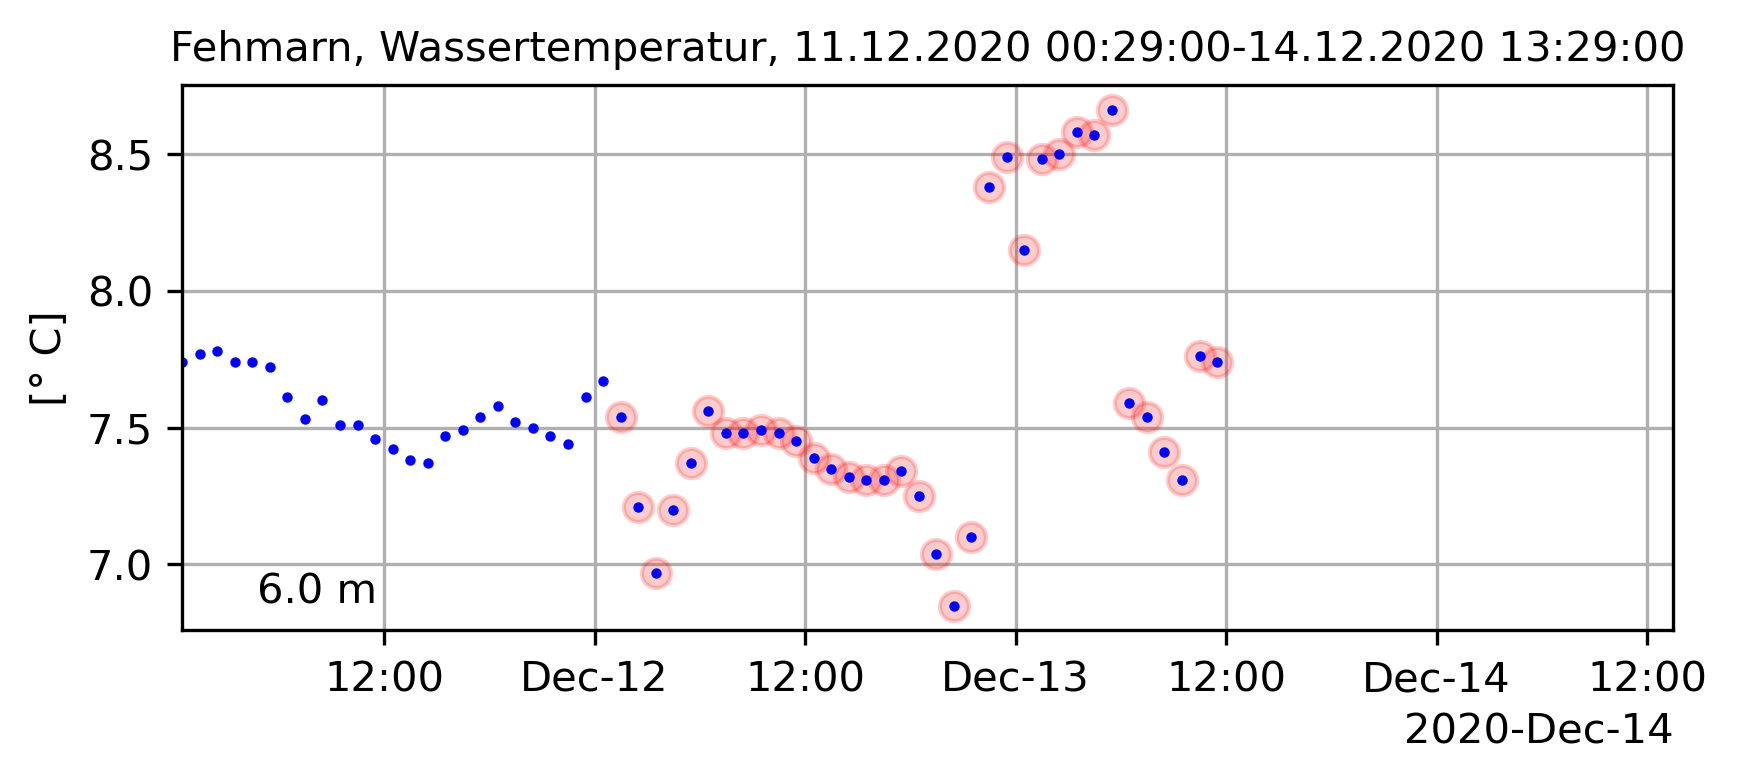 Fehmarn, Wassertemperatur, 11.12.2020 00:29:00-14.12.2020 13:29:00
8.5
8.0
7.5
7.0
[° C]
6.0 m
12:00 Dec-12 12:00 Dec-13 12:00 Dec-14 12:00
2020-Dec-14